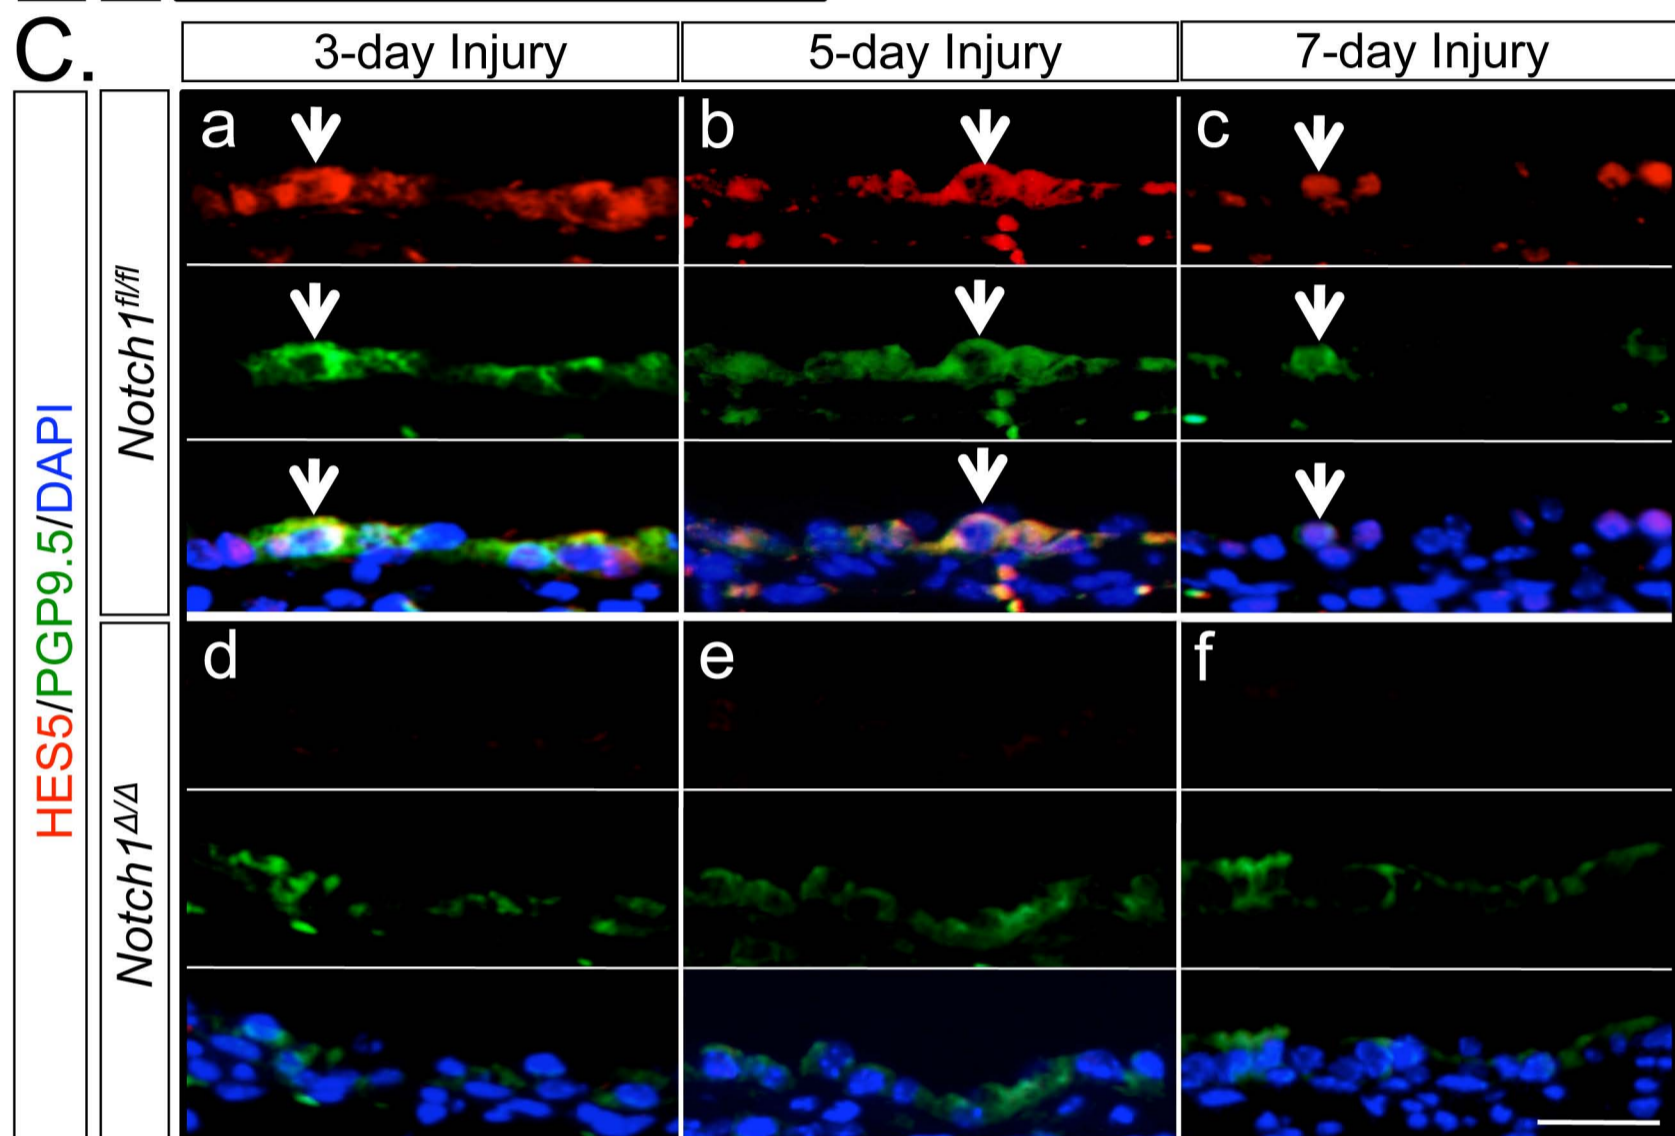 C.
3-day Injury
5-day Injury
7-day Injury
HES5/PGP9.5/DAPI
Notch1fl/fl
a
b
c
Notch1Δ/Δ
d
e
f